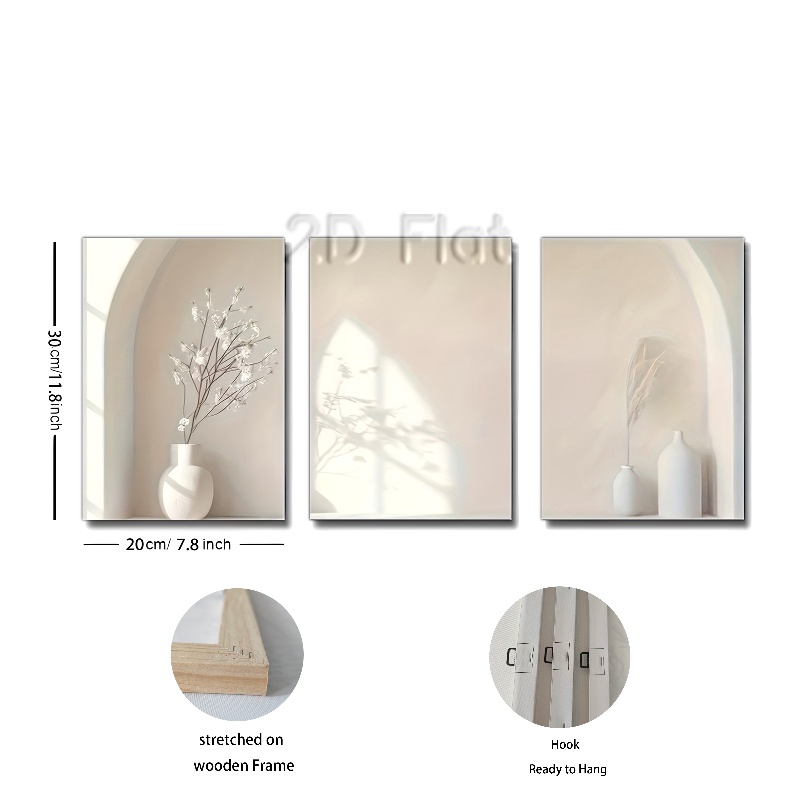 2D Flat
30cm/11.8inch
20cm/ 7.8 inch
stretched on
wooden Frame
Hook
Ready to Hang